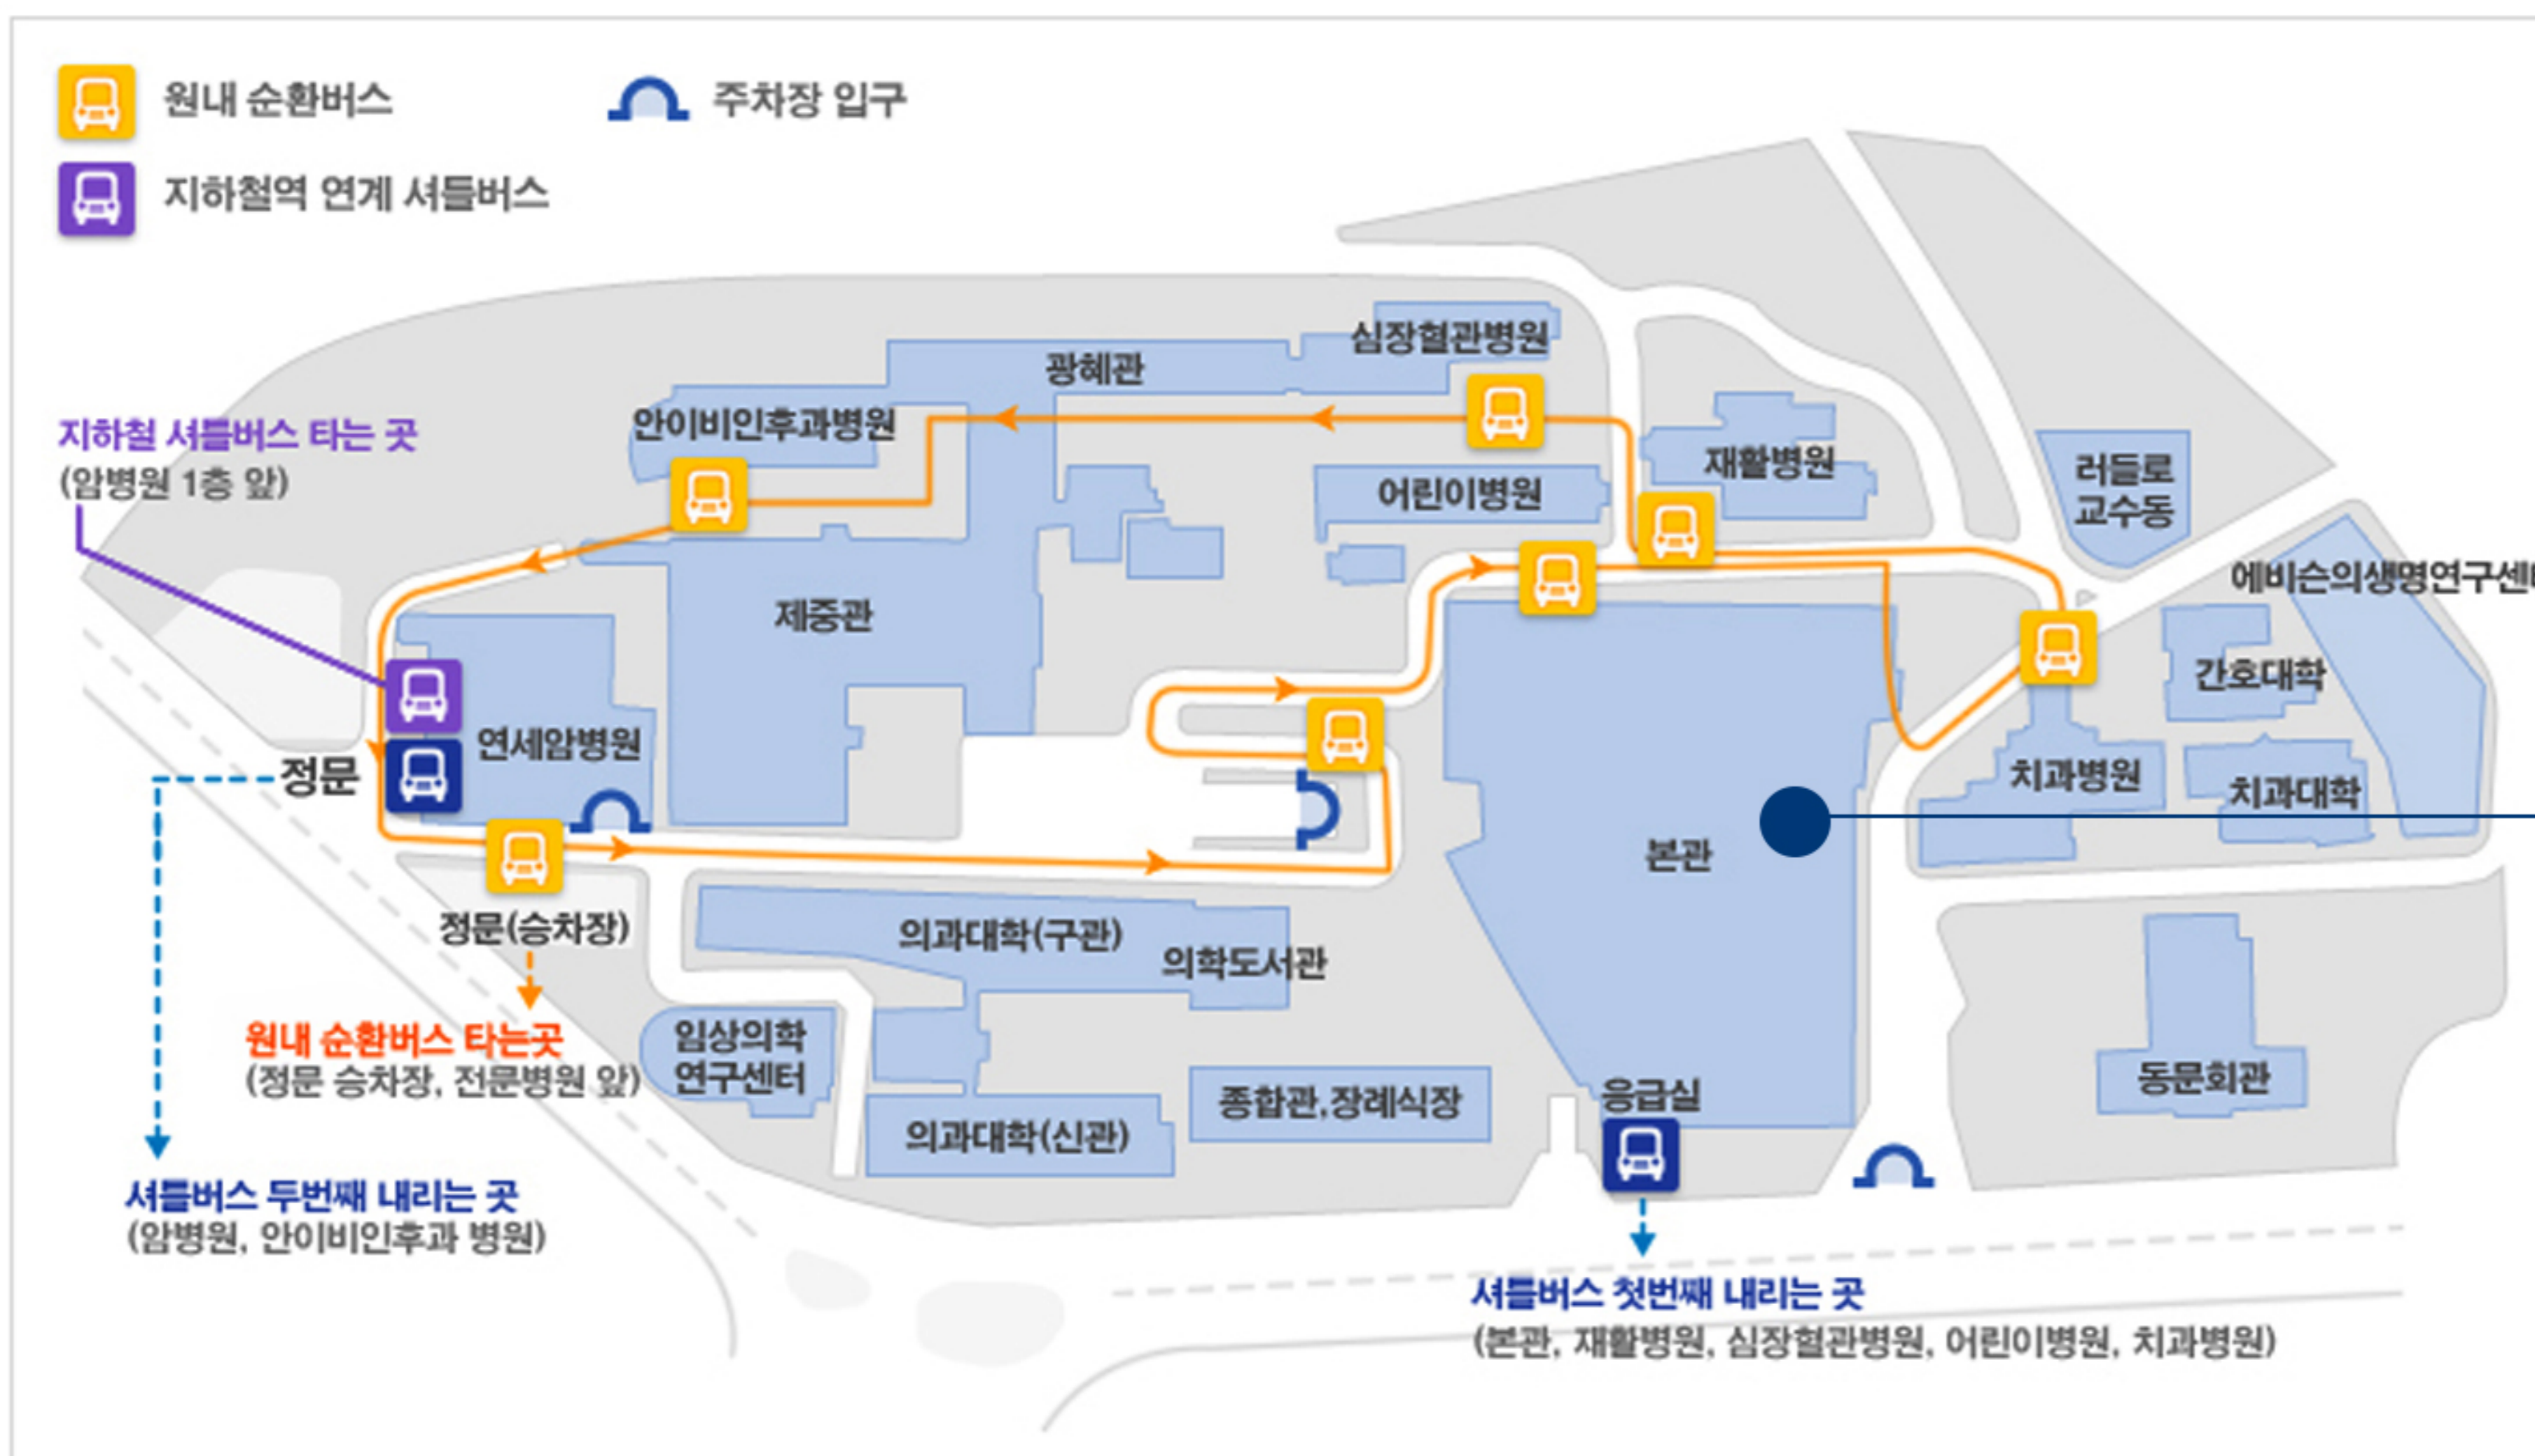 원내 순환버스
주차장 입구
지하철역 연계 셔틀버스
심장혈관병원
광혜관
안이비인후과병원
지하철 셔틀버스 타는 곳
(암병원 1층 앞)
재활병원
어린이병원
러들로
교수동
에비슨의생명연구센
제중관
간호대학
연세암병원
정문
치과병원
치과대학
본관
정문(승차장)
의과대학(구관)
의학도서관
원내 순환버스 타는곳
(정문 승차장, 전문병원 앞)
임상의학
연구센터
종합관,장례식장
응급실
동문회관
의과대학(신관)
셔틀버스 두번째 내리는 곳
(암병원, 안이비인후과 병원)
셔틀버스 첫번째 내리는 곳
(본관, 재활병원, 심장혈관병원, 어린이병원, 치과병원)